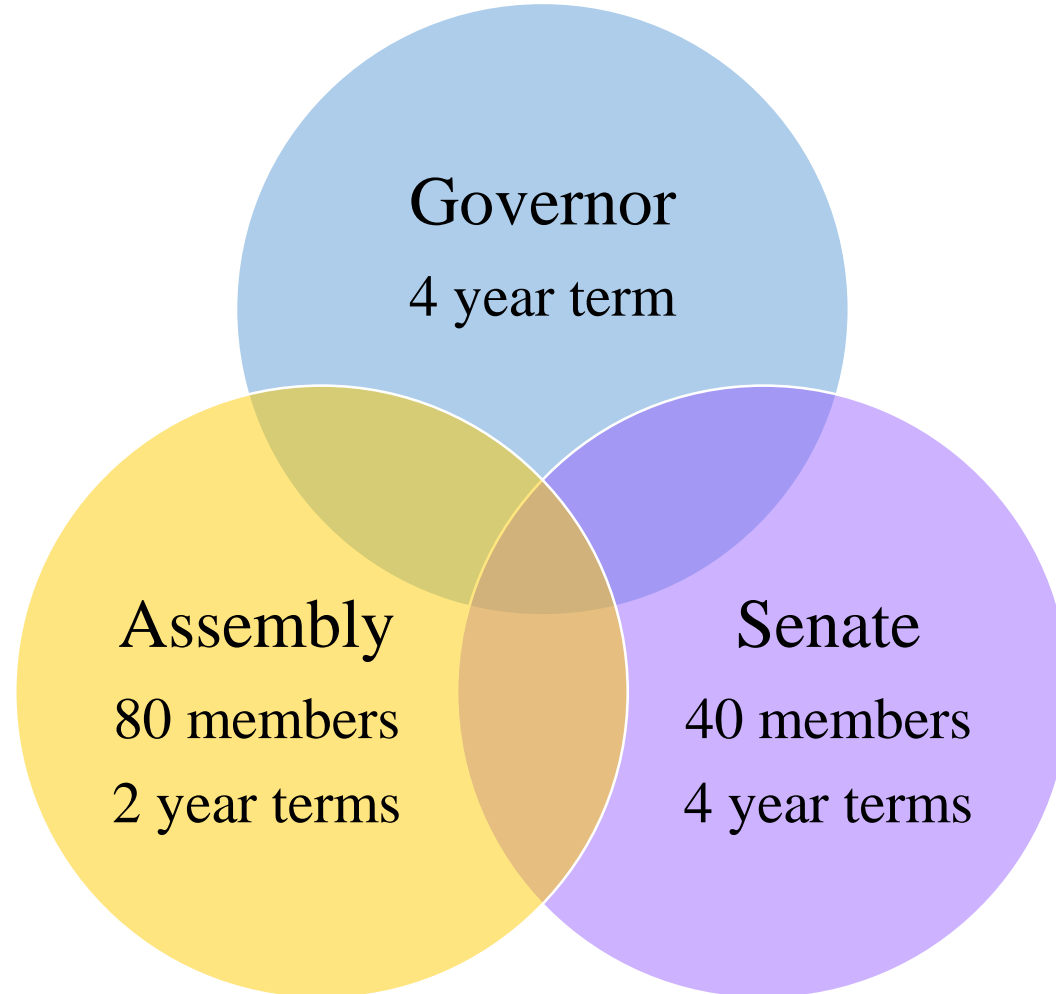 Governor
4 year term
Assembly
80 members
2 year terms
Senate
40 members
4 year terms